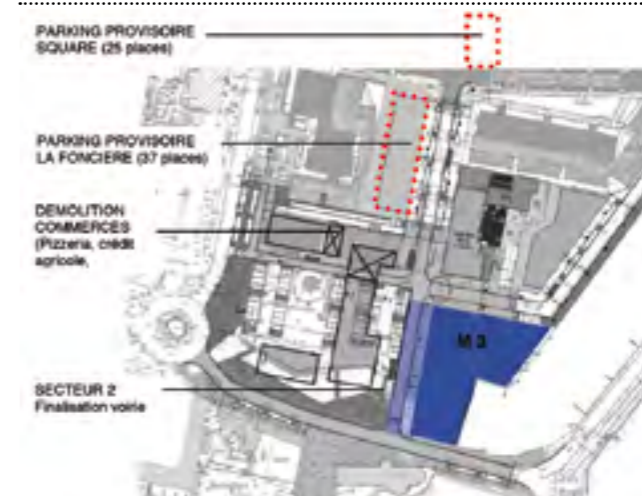 PARKING PROVISOIRE
SQUARE (25 places)
PARKING PROVISOIRE
LA FONCIERE (37 places)
DEMOLITION
COMMERCES
(Pizzeria, crédit
agricole,
M 3
SECTEUR 2
Finalisation voirie